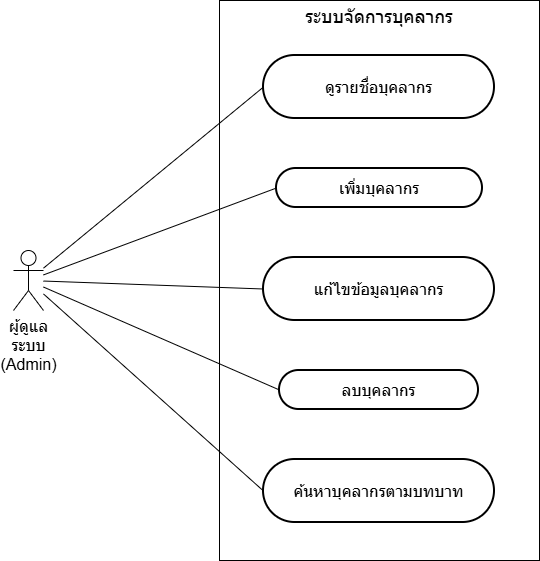 ระบบจัดการบุคลากร
ดูรายชื่อบุคลากร
เพิ่มบุคลากร
แก้ไขข้อมูลบุคลากร
ผู้ดูแล
ระบบ
(Admin)
ลบบุคลากร
ค้นหาบุคลากรตามบทบาท